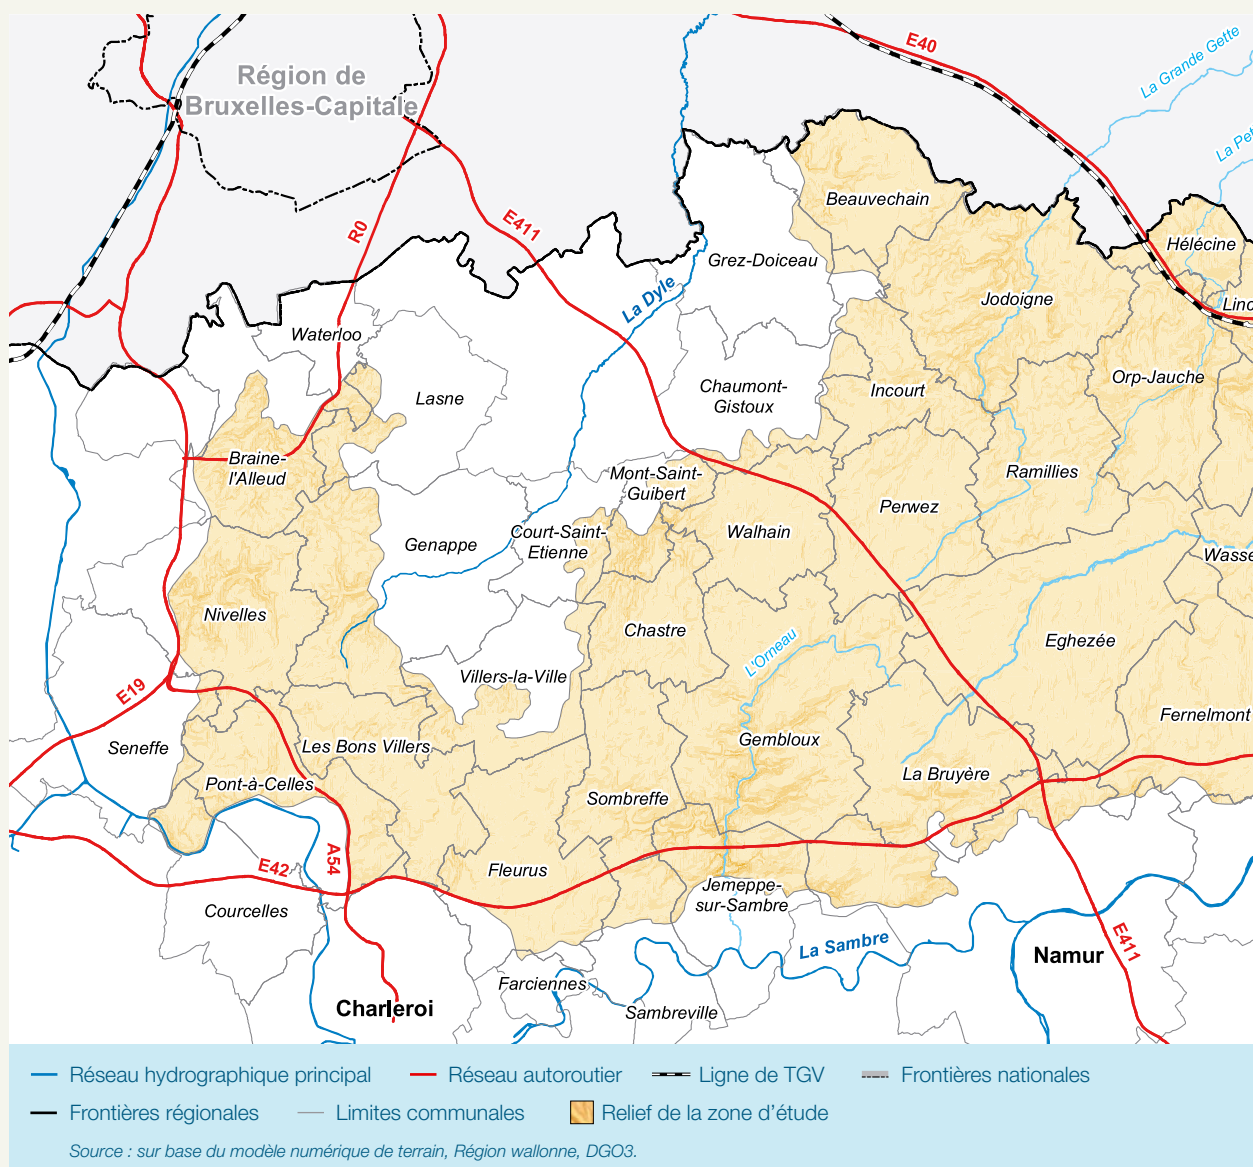 Région de
Bruxelles-Capitale
E40
La Grande Gette
La Pet
Beauvechain
Hélécine
R0
E411
Grez-Doiceau
La Dyle
Jodoigne
Linc
Waterloo
Orp-Jauche
Lasne
Chaumont-
Gistoux
Incourt
Braine-
l'Alleud
Mont-Saint-
Guibert
Ramillies
Perwez
Genappe
Court-Saint-
Etienne
Walhain
Wasse
Nivelles
Chastre
L'Orneau
Eghezée
Villers-la-Ville
E19
Fernelmont
Seneffe
Les Bons Villers
Gembloux
Pont-à-Celles
La Bruyère
Sombreffe
E42
A54
Fleurus
Jemeppe-
sur-Sambre
Courcelles
La Sambre
E411
Namur
Farciennes
Charleroi
Sambreville
Réseau hydrographique principal
Réseau autoroutier
Ligne de TGV
Frontières nationales
Frontières régionales
Limites communales
Relief de la zone d'étude
Source : sur base du modèle numérique de terrain, Région wallonne, DGO3.